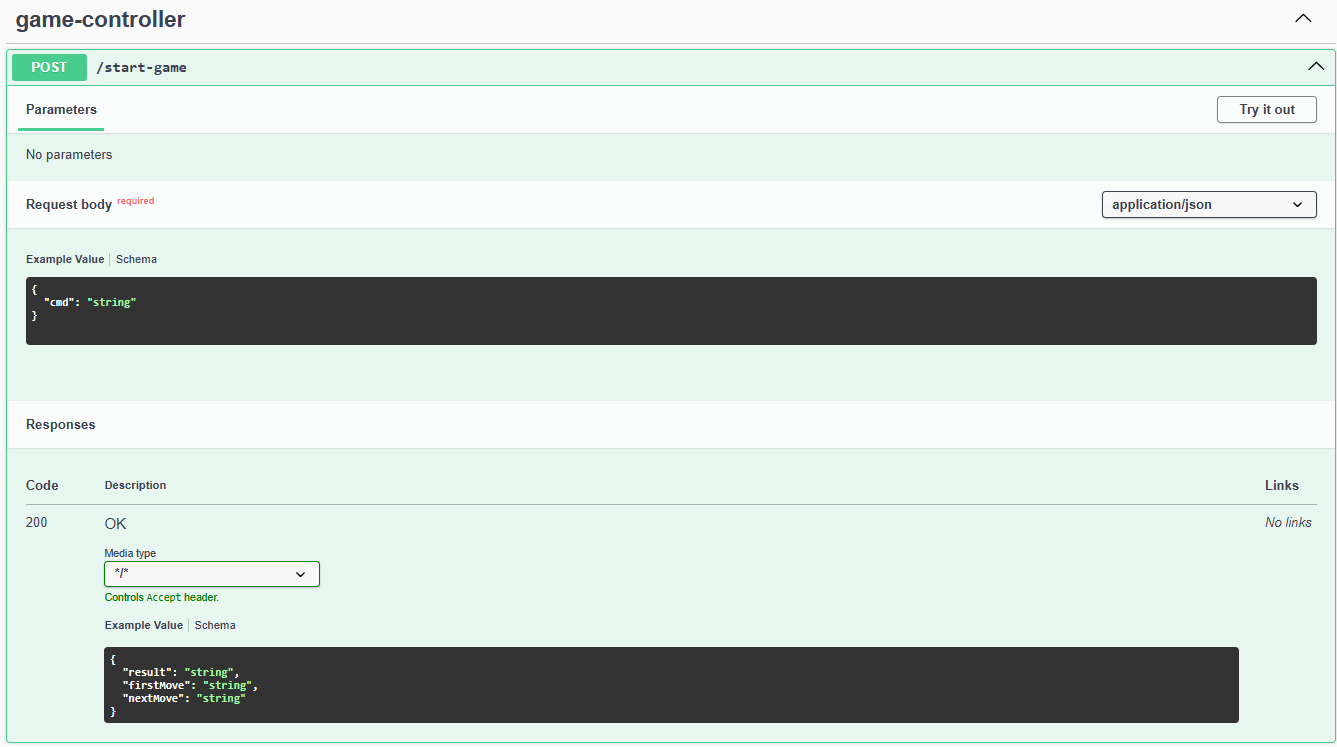 game-controller
POST /start-game
Parameters
Try it out
No parameters
Request body required
application/json
Example Value Schema
{
  "cmd": "string"
}
Responses
Code Description Links
200 OK No links
Media type
*/*
Controls Accept header.
Example Value Schema
{
  "result": "string",
  "firstMove": "string",
  "nextMove": "string"
}